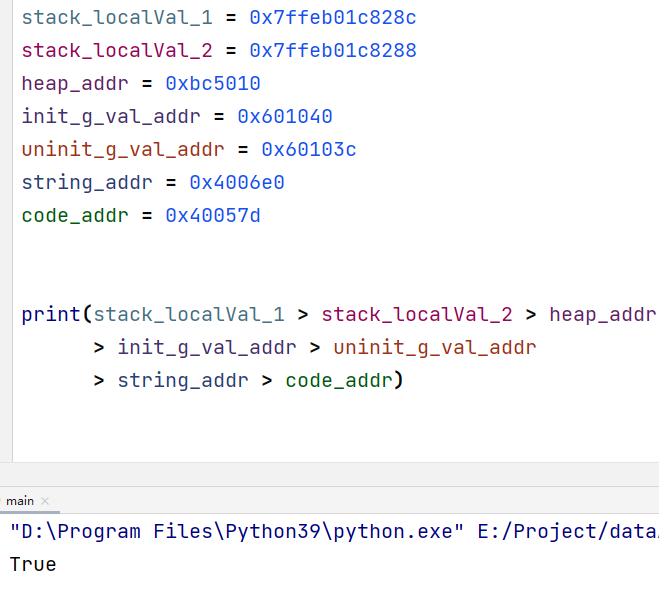 stack_localVal_1 = 0x7ffeb01c828c
stack_localVal_2 = 0x7ffeb01c8288
heap_addr = 0xbc5010
init_g_val_addr = 0x601040
uninit_g_val_addr = 0x60103c
string_addr = 0x4006e0
code_addr = 0x40057d
print(stack_localVal_1 > stack_localVal_2 > heap_addr
> init_g_val_addr > uninit_g_val_addr
> string_addr > code_addr)
main ×
"D:\Program Files\Python39\python.exe" E:/Project/data
True